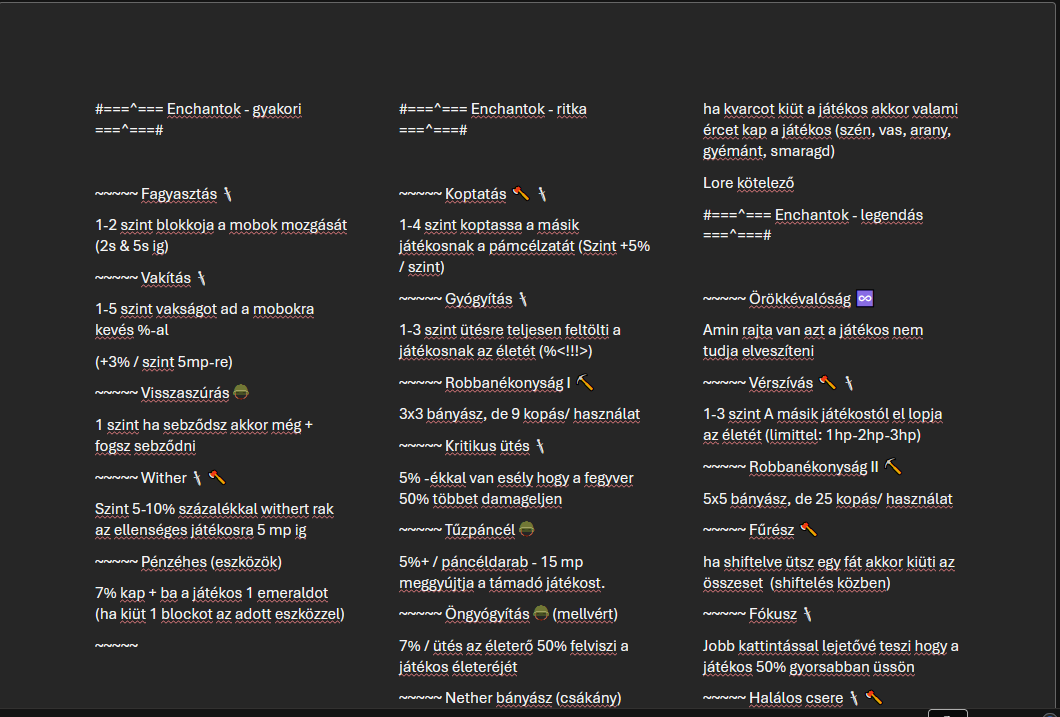 #===^=== Enchantok - gyakori
===^===#
~~~~~ Fagyasztás 🗡
1-2 szint blokkoja a mobok mozgását
(2s & 5s ig)
~~~~~ Vakítás 🗡
1-5 szint vakságot ad a mobokra
kevés %-al
(+3% / szint 5mp-re)
~~~~~ Visszaszúrás 🪖
1 szint ha sebződsz akkor még +
fogsz sebződni
~~~~~ Wither 🗡 🪓
Szint 5-10% százalékkal withert rak
az ellenséges játékosra 5 mp ig
~~~~~ Pénzéhes (eszközök)
7% kap + ba a játékos 1 emeraldot
(ha kiüt 1 blockot az adott eszközzel)
~~~~~
#===^=== Enchantok - ritka
===^===#
~~~~~ Koptatás 🪓 🗡
1-4 szint koptassa a másik
játékosnak a pámcélzatát (Szint +5%
/ szint)
~~~~~ Gyógyítás 🗡
1-3 szint ütésre teljesen feltölti a
játékosnak az életét (%<!!!>)
~~~~~ Robbanékonyság I ⛏
3x3 bányász, de 9 kopás/ használat
~~~~~ Kritikus ütés 🗡
5% -ékkal van esély hogy a fegyver
50% többet damageljen
~~~~~ Tűzpáncél 🪖
5%+ / páncéldarab - 15 mp
meggyújtja a támadó játékost.
~~~~~ Öngyógyítás 🪖 (mellvért)
7% / ütés az életerő 50% felviszi a
játékos életeréjét
~~~~~ Nether bányász (csákány)
ha kvarcot kiüt a játékos akkor valami
ércet kap a játékos (szén, vas, arany,
gyémánt, smaragd)
Lore kötelező
#===^=== Enchantok - legendás
===^===#
~~~~~ Örökkévalóság ♾
Amin rajta van azt a játékos nem
tudja elveszíteni
~~~~~ Vérszívás 🪓 🗡
1-3 szint A másik játékostól el lopja
az életét (limittel: 1hp-2hp-3hp)
~~~~~ Robbanékonyság II ⛏
5x5 bányász, de 25 kopás/ használat
~~~~~ Fűrész 🪓
ha shiftelve ütsz egy fát akkor kiüti az
összeset (shiftelés közben)
~~~~~ Fókusz 🗡
Jobb kattintással lejetővé teszi hogy a
játékos 50% gyorsabban üssön
~~~~~ Halálos csere 🗡 🪓